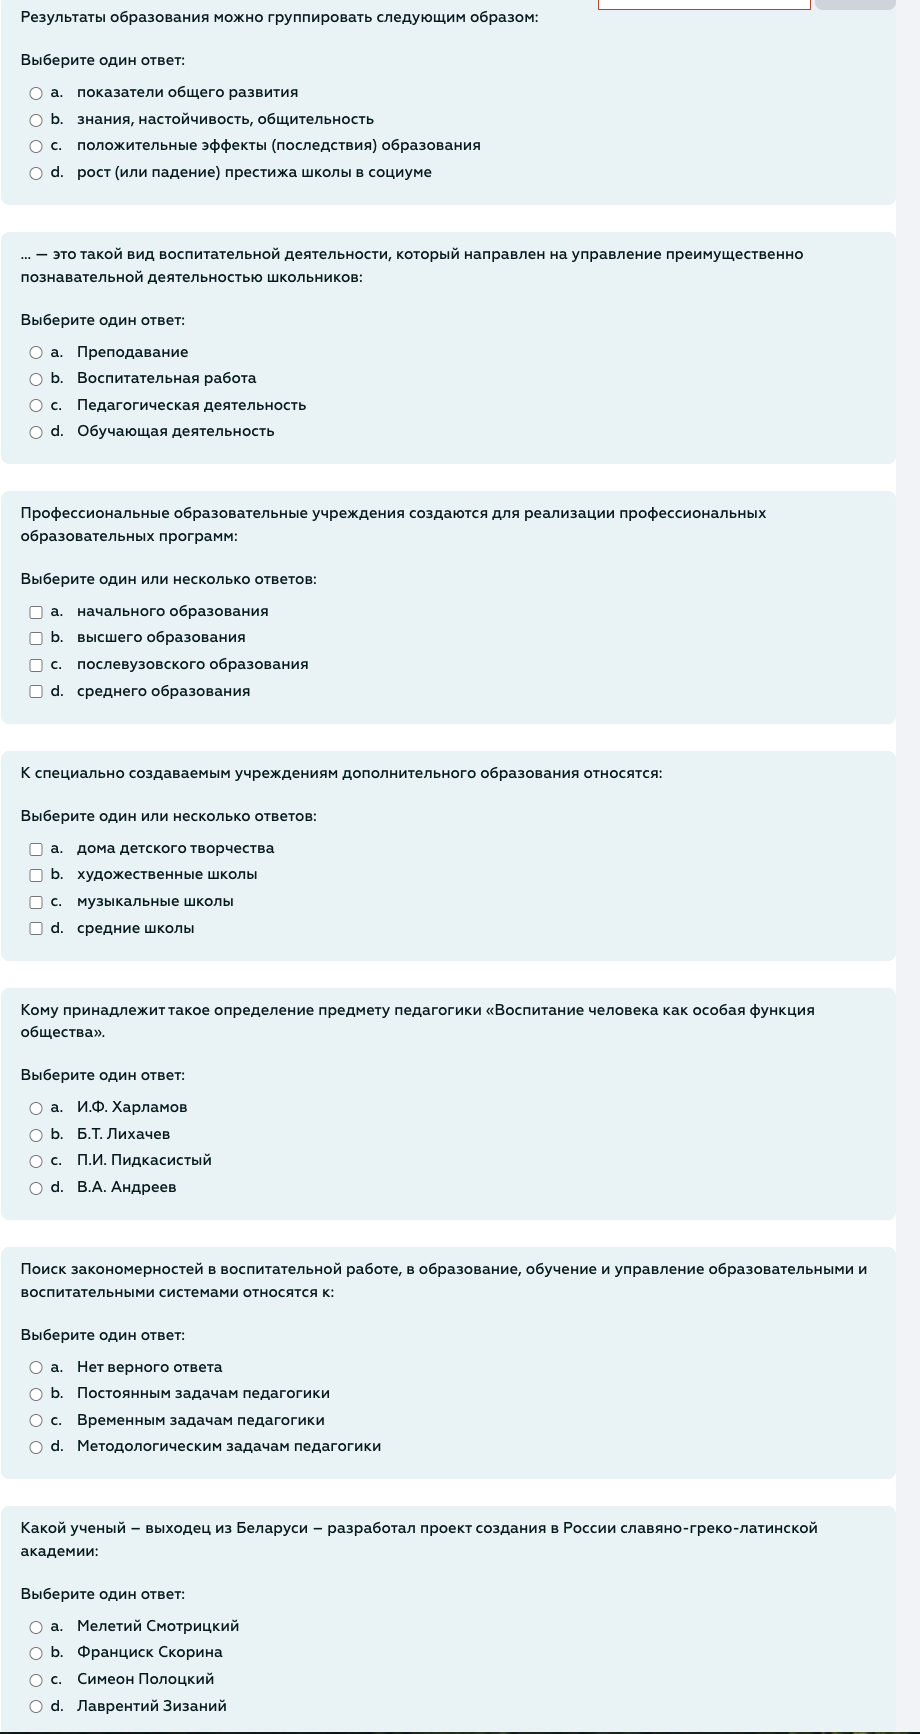 Результаты образования можно группировать следующим образом:
Выберите один ответ:
a. показатели общего развития
b. знания, настойчивость, общительность
c. положительные эффекты (последствия) образования
d. рост (или падение) престижа школы в социуме
... — это такой вид воспитательной деятельности, который направлен на управление преимущественно
познавательной деятельностью школьников:
Выберите один ответ:
a. Преподавание
b. Воспитательная работа
c. Педагогическая деятельность
d. Обучающая деятельность
Профессиональные образовательные учреждения создаются для реализации профессиональных
образовательных программ:
Выберите один или несколько ответов:
a. начального образования
b. высшего образования
c. послевузовского образования
d. среднего образования
К специально создаваемым учреждениям дополнительного образования относятся:
Выберите один или несколько ответов:
a. дома детского творчества
b. художественные школы
c. музыкальные школы
d. средние школы
Кому принадлежит такое определение предмету педагогики «Воспитание человека как особая функция
общества».
Выберите один ответ:
a. И.Ф. Харламов
b. Б.Т. Лихачев
c. П.И. Пидкасистый
d. В.А. Андреев
Поиск закономерностей в воспитательной работе, в образование, обучение и управление образовательными и
воспитательными системами относятся к:
Выберите один ответ:
a. Нет верного ответа
b. Постоянным задачам педагогики
c. Временным задачам педагогики
d. Методологическим задачам педагогики
Какой ученый – выходец из Беларуси – разработал проект создания в России славяно-греко-латинской
академии:
Выберите один ответ:
a. Мелетий Смотрицкий
b. Франциск Скорина
c. Симеон Полоцкий
d. Лаврентий Зизаний